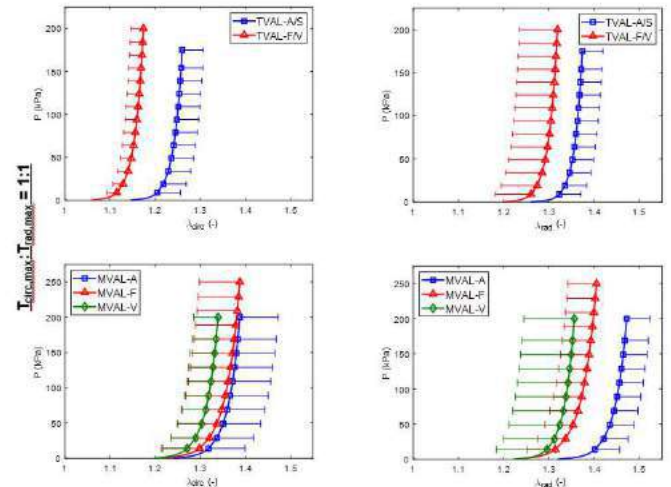 T_circ,max:T_rad,max = 1:1
250
200
150
100
50
0
P (kPa)
TVAL-A/S
TVAL-F/V
1 1.1 1.2 1.3 1.4 1.5
λcirc (-)
250
200
150
100
50
0
P (kPa)
TVAL-A/S
TVAL-F/V
1 1.1 1.2 1.3 1.4 1.5
λrad (-)
250
200
150
100
50
0
P (kPa)
MVAL-A
MVAL-F
MVAL-V
1 1.1 1.2 1.3 1.4 1.5
λcirc (-)
250
200
150
100
50
0
P (kPa)
MVAL-A
MVAL-F
MVAL-V
1 1.1 1.2 1.3 1.4 1.5
λrad (-)